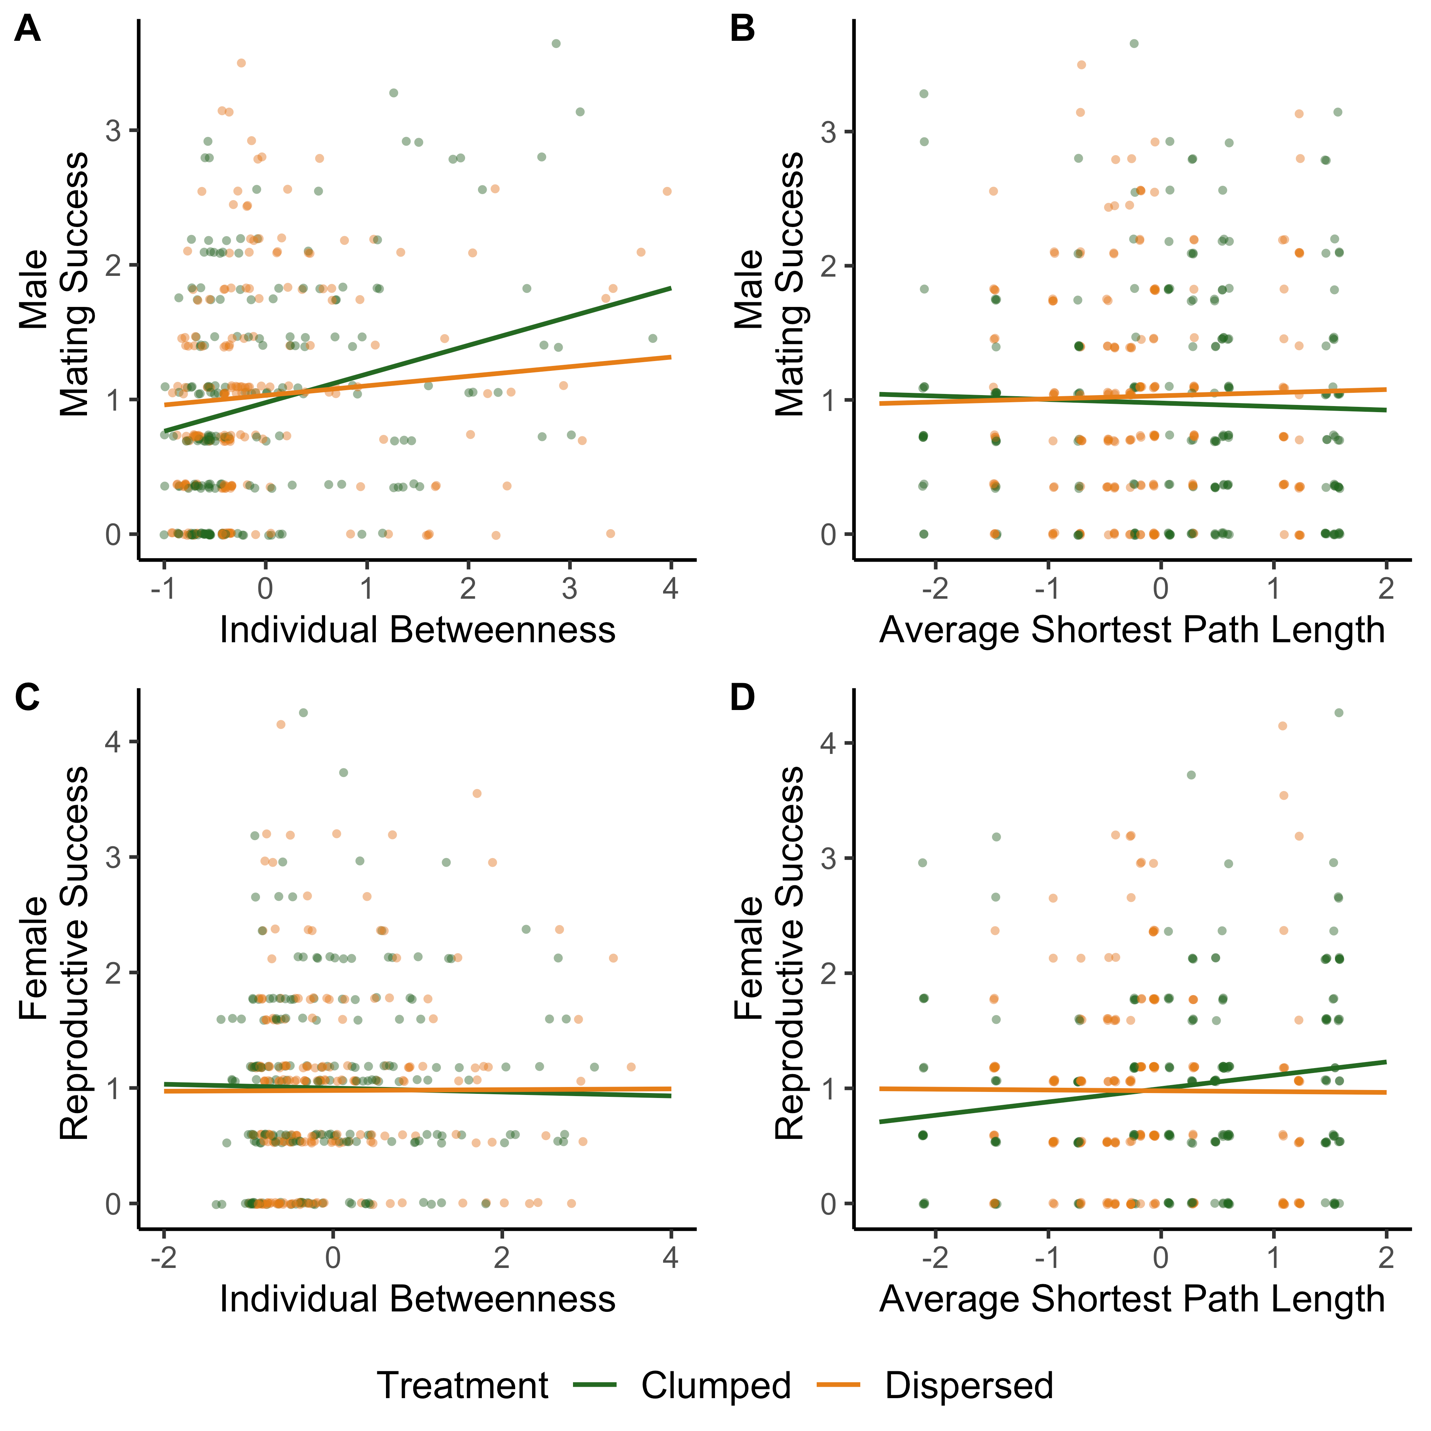 A
Male
Mating Success
3
2
1
0
-1 0 1 2 3 4
Individual Betweenness
B
Male
Mating Success
3
2
1
0
-2 -1 0 1 2
Average Shortest Path Length
C
Female
Reproductive Success
4
3
2
1
0
-2 0 2 4
Individual Betweenness
D
Female
Reproductive Success
4
3
2
1
0
-2 -1 0 1 2
Average Shortest Path Length
Treatment Clumped Dispersed